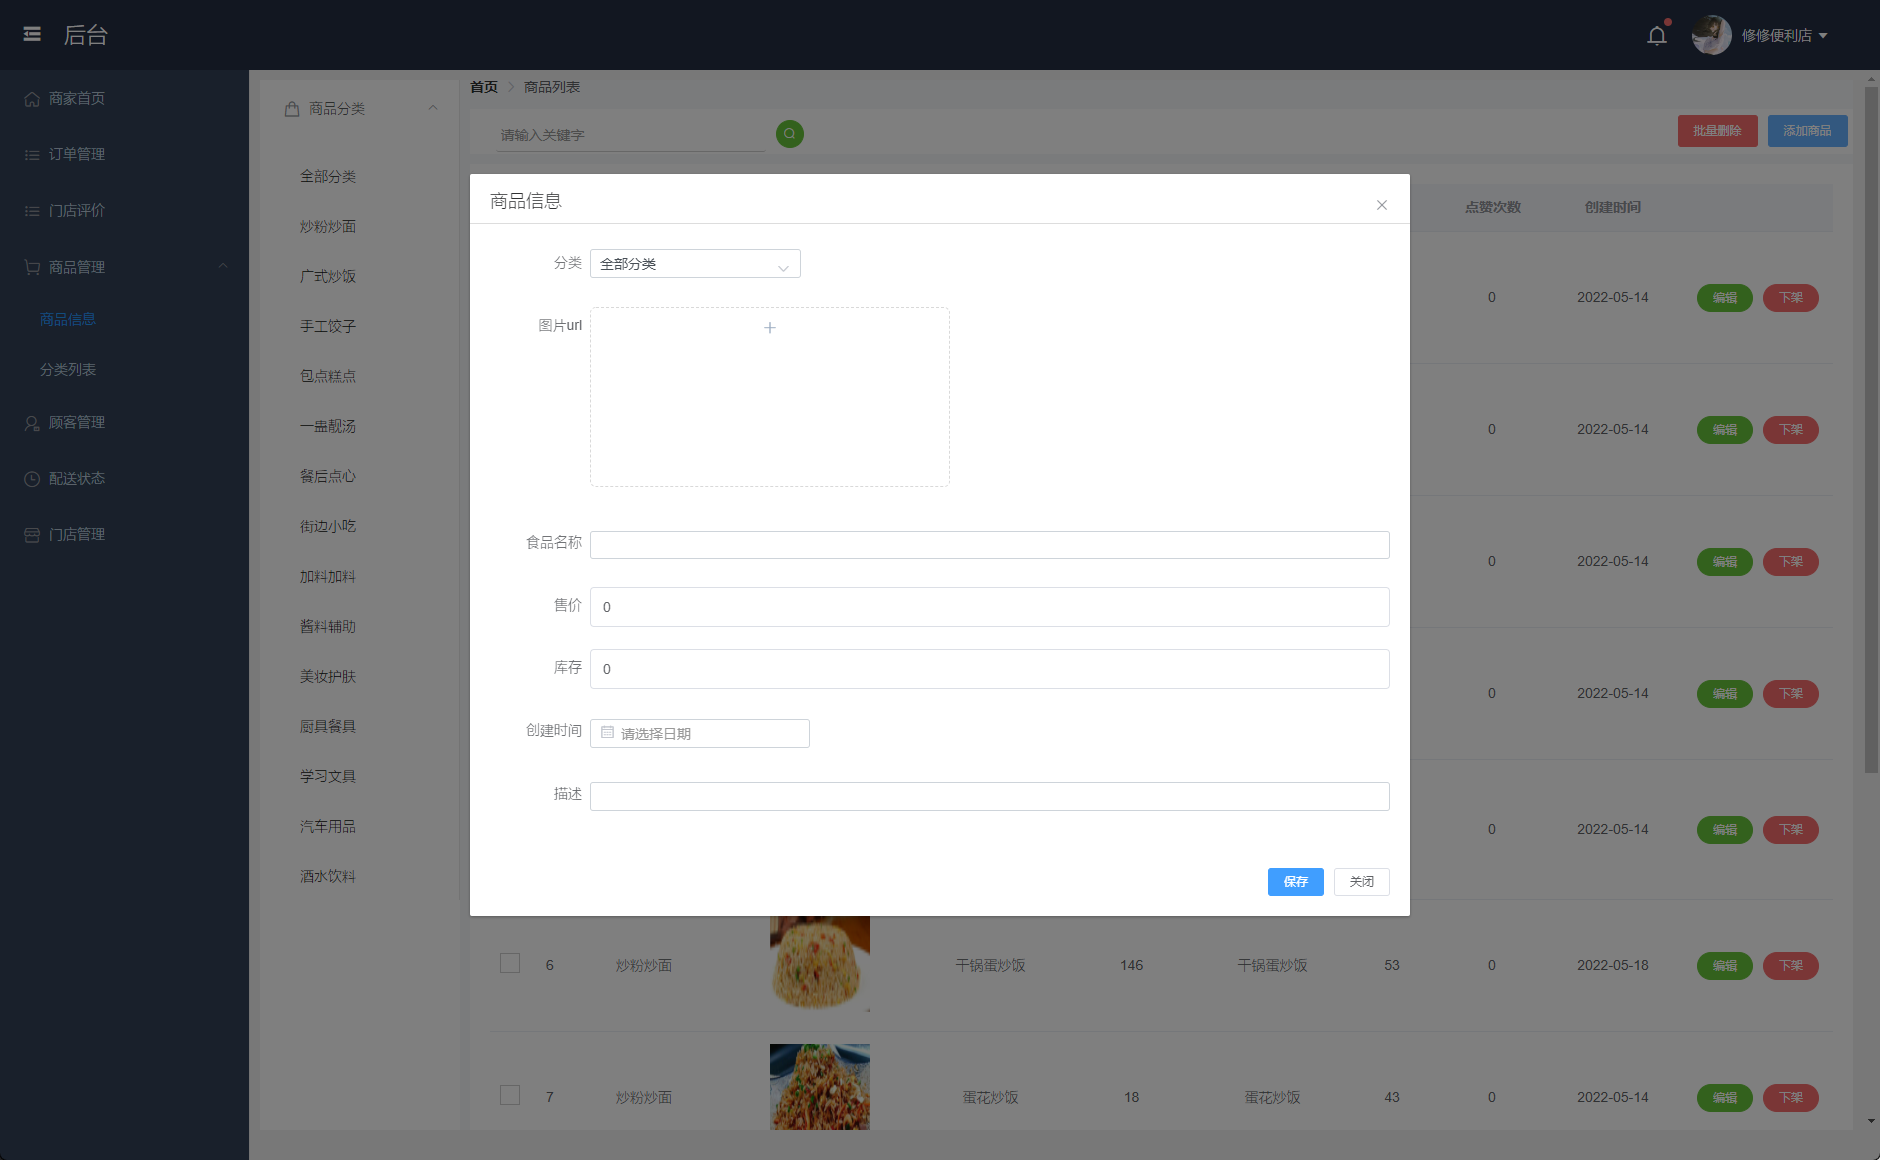 后台
修修便利店
商家首页
订单管理
门店评价
商品管理
商品信息
分类列表
顾客管理
配送状态
门店管理
商品分类
全部分类
炒粉炒面
广式炒饭
手工饺子
包点糕点
一盅靓汤
餐后点心
街边小吃
加料加料
酱料辅助
美妆护肤
厨具餐具
学习文具
汽车用品
酒水饮料
首页 商品列表
请输入关键字
批量删除 添加商品
商品信息
分类 全部分类
图片url
食品名称
售价 0
库存 0
创建时间 请选择日期
描述
保存 关闭
点赞次数 创建时间
0 2022-05-14 编辑 下架
0 2022-05-14 编辑 下架
0 2022-05-14 编辑 下架
0 2022-05-14 编辑 下架
0 2022-05-14 编辑 下架
6 炒粉炒面 干锅蛋炒饭 146 干锅蛋炒饭 53 0 2022-05-18 编辑 下架
7 炒粉炒面 蛋花炒饭 18 蛋花炒饭 43 0 2022-05-14 编辑 下架